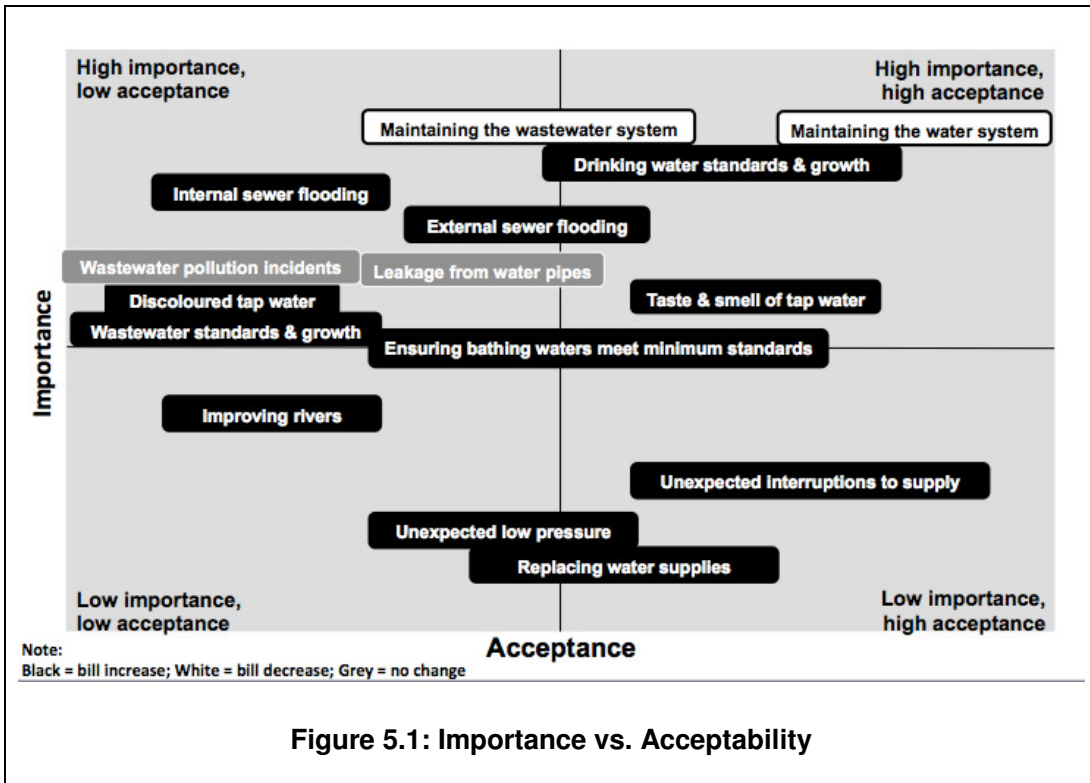 High importance,
low acceptance
High importance,
high acceptance
Maintaining the wastewater system
Maintaining the water system
Drinking water standards & growth
Internal sewer flooding
External sewer flooding
Wastewater pollution incidents
Leakage from water pipes
Discoloured tap water
Taste & smell of tap water
Wastewater standards & growth
Ensuring bathing waters meet minimum standards
Importance
Improving rivers
Unexpected interruptions to supply
Unexpected low pressure
Replacing water supplies
Low importance,
low acceptance
Low importance,
high acceptance
Acceptance
Note:
Black = bill increase; White = bill decrease; Grey = no change
Figure 5.1: Importance vs. Acceptability